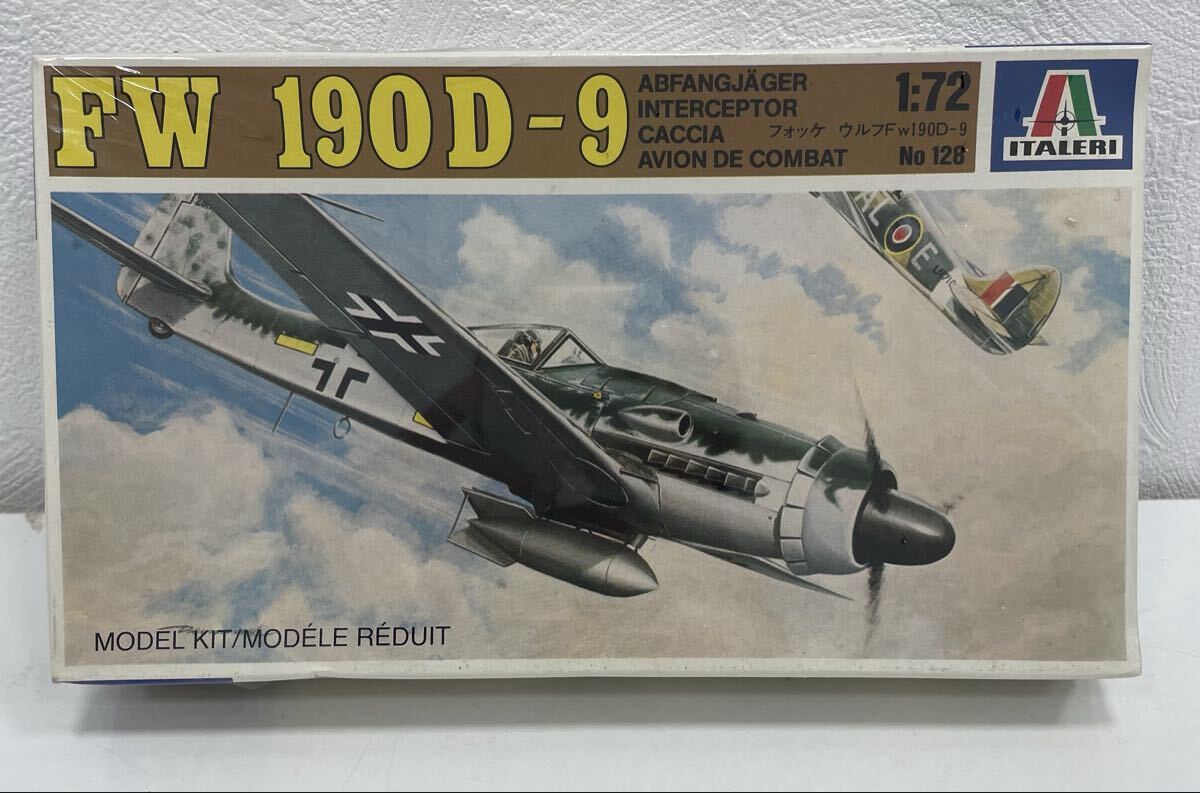 FW 190D-9
ABFANGJÄGER
INTERCEPTOR
CACCIA
AVION DE COMBAT
1:72
フォッケ ウルフFw190D-9
No 128
ITALERI
AL E
MODEL KIT/MODÉLE RÉDUIT